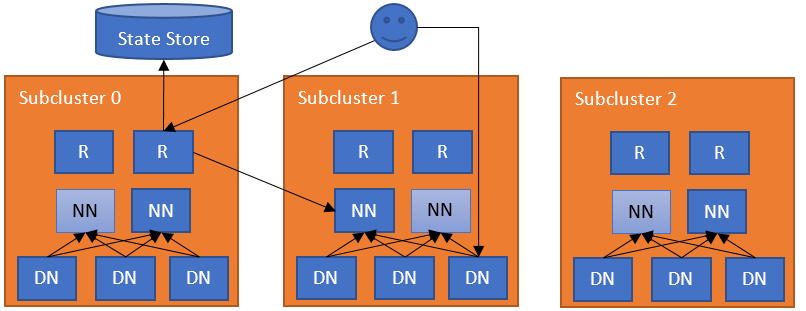 State Store
Subcluster 0
R R
NN NN
DN DN DN
Subcluster 1
R R
NN NN
DN DN DN
Subcluster 2
R R
NN NN
DN DN DN